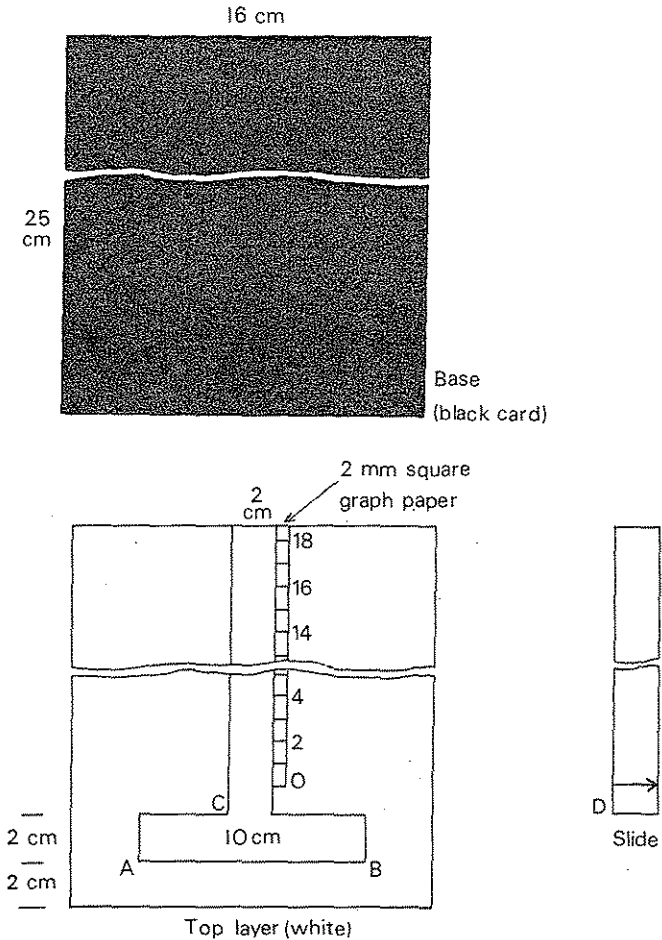 16 cm
25
cm
Base
(black card)
2 mm square
graph paper
2
cm
18
16
14
4
2
O
C
D
2 cm
10 cm
Slide
A
B
2 cm
Top layer (white)